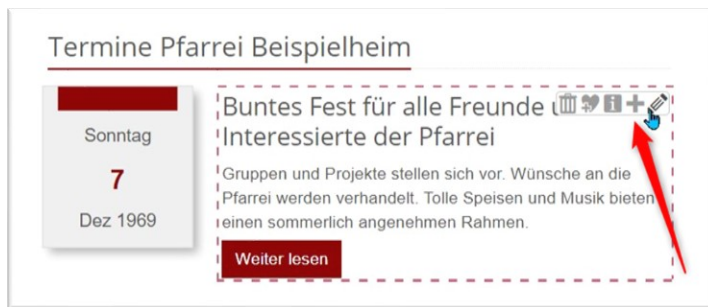 Termine Pfarrei Beispielheim
Sonntag
7
Dez 1969
Buntes Fest für alle Freunde
Interessierte der Pfarrei
Gruppen und Projekte stellen sich vor. Wünsche an die
Pfarrei werden verhandelt. Tolle Speisen und Musik bieten
einen sommerlich angenehmen Rahmen.
Weiter lesen